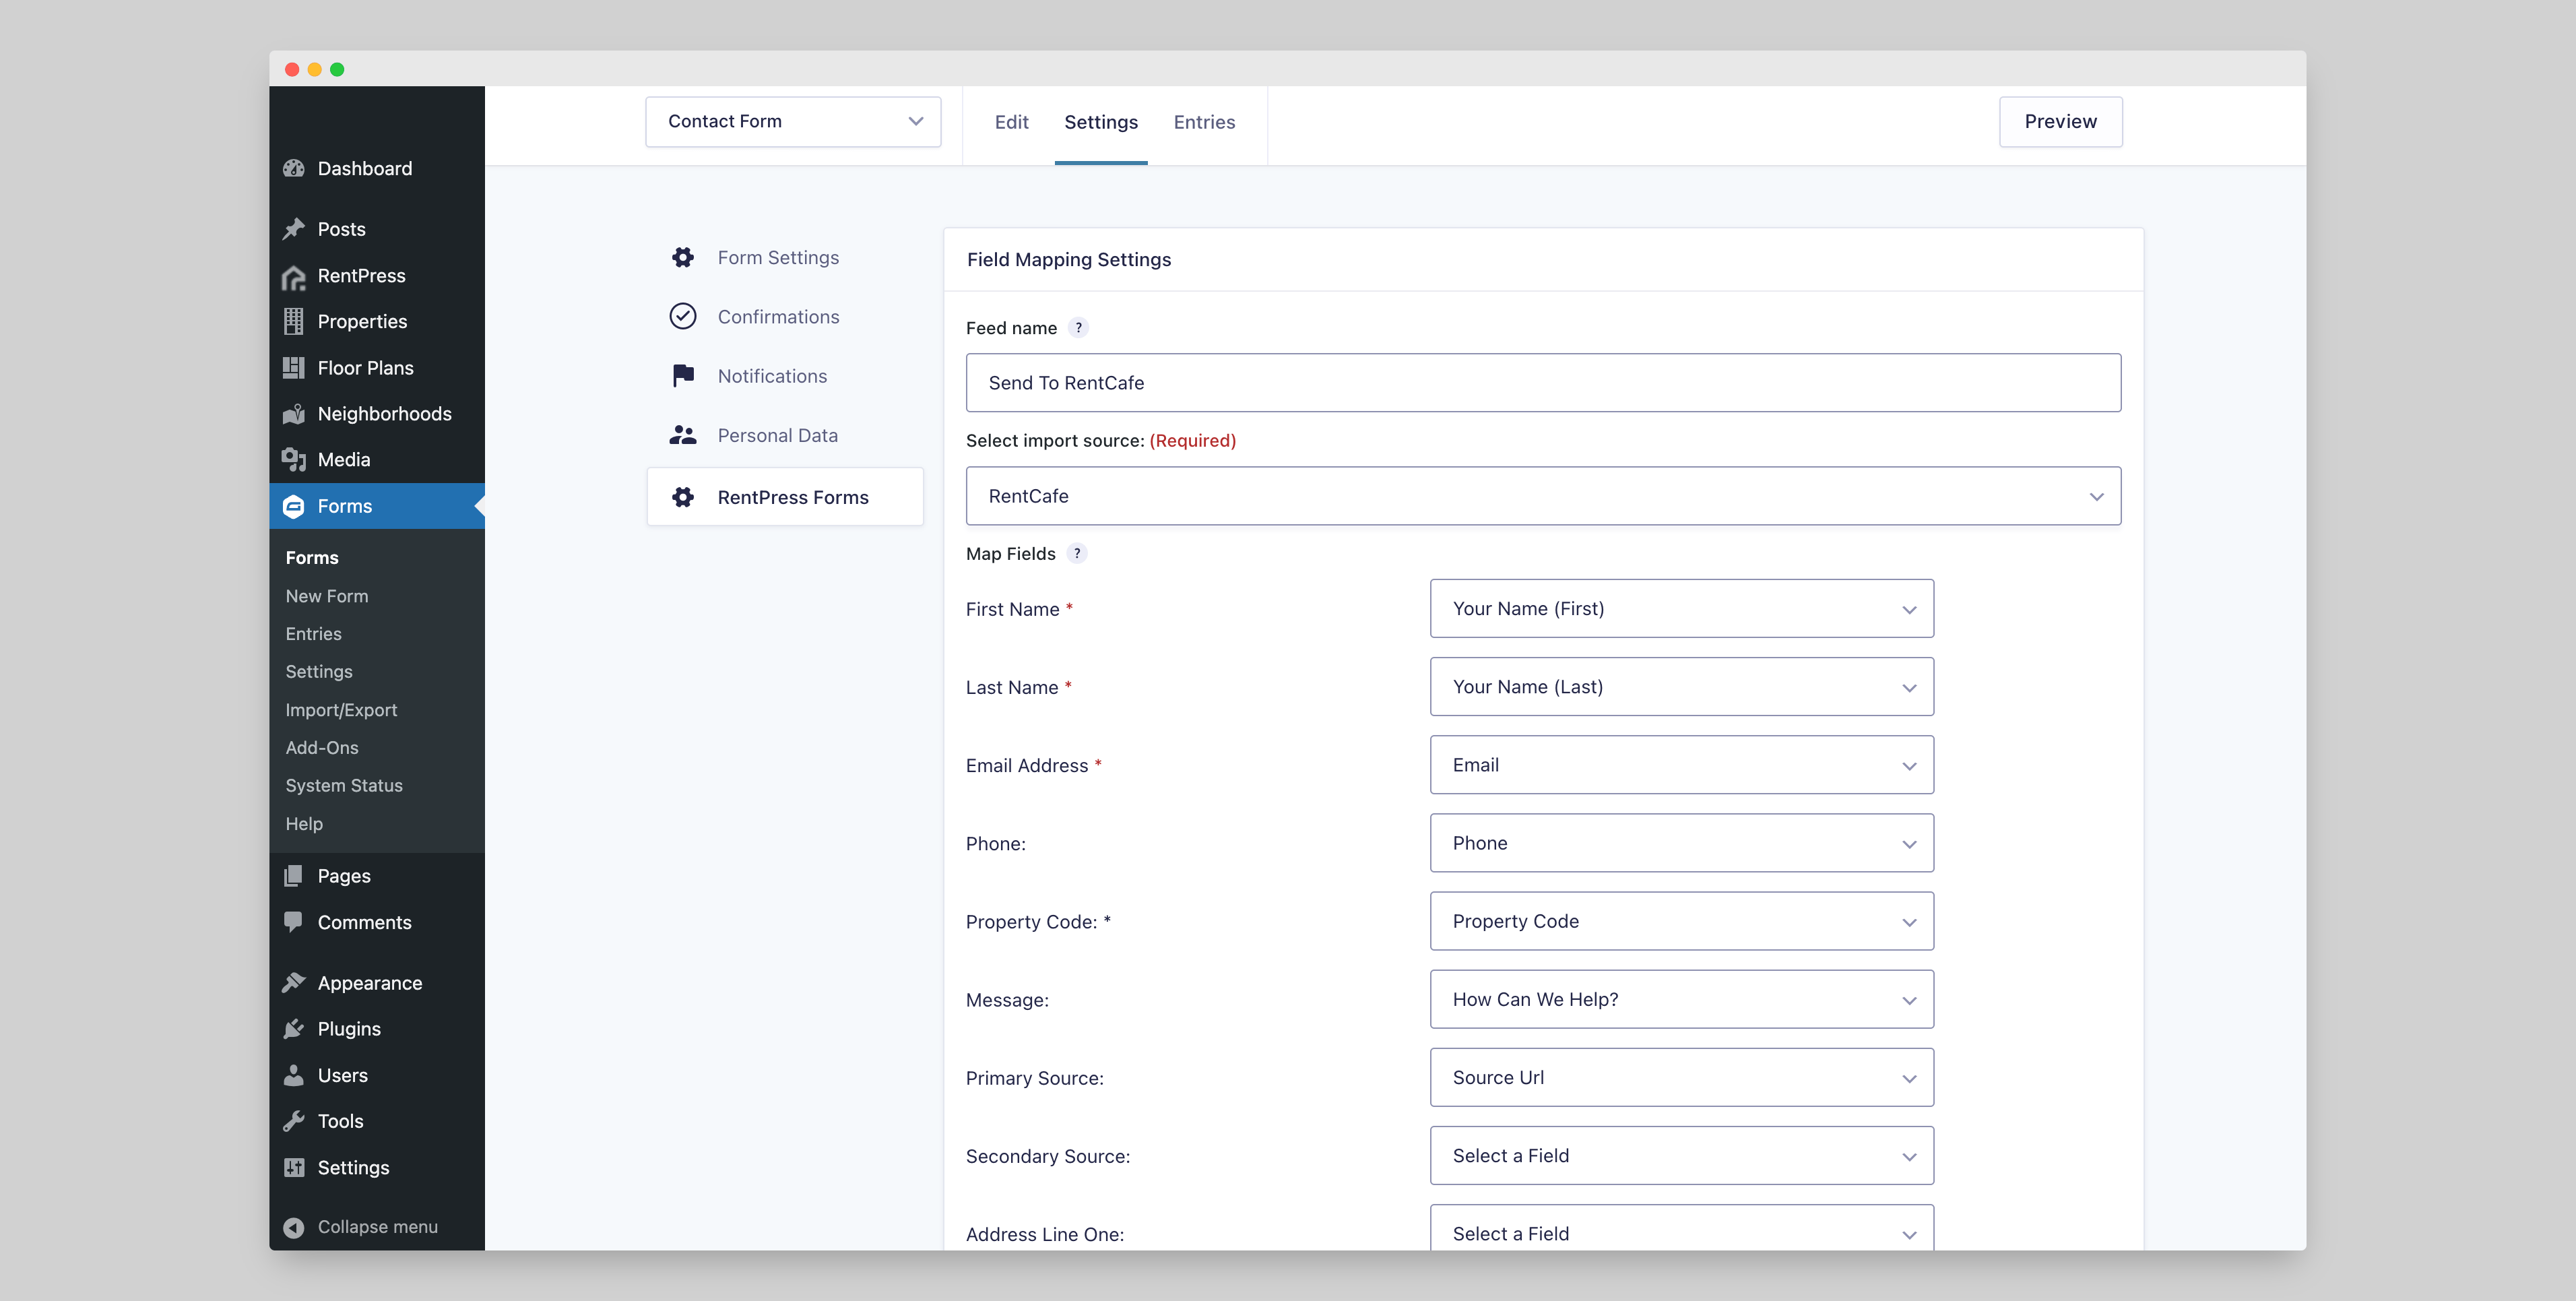 Contact Form
Edit
Settings
Entries
Preview
Dashboard
Posts
RentPress
Properties
Floor Plans
Neighborhoods
Media
Forms
Forms
New Form
Entries
Settings
Import/Export
Add-Ons
System Status
Help
Pages
Comments
Appearance
Plugins
Users
Tools
Settings
Collapse menu
Form Settings
Confirmations
Notifications
Personal Data
RentPress Forms
Field Mapping Settings
Feed name ?
Send To RentCafe
Select import source: (Required)
RentCafe
Map Fields ?
First Name * Your Name (First)
Last Name * Your Name (Last)
Email Address * Email
Phone: Phone
Property Code: * Property Code
Message: How Can We Help?
Primary Source: Source Url
Secondary Source: Select a Field
Address Line One: Select a Field